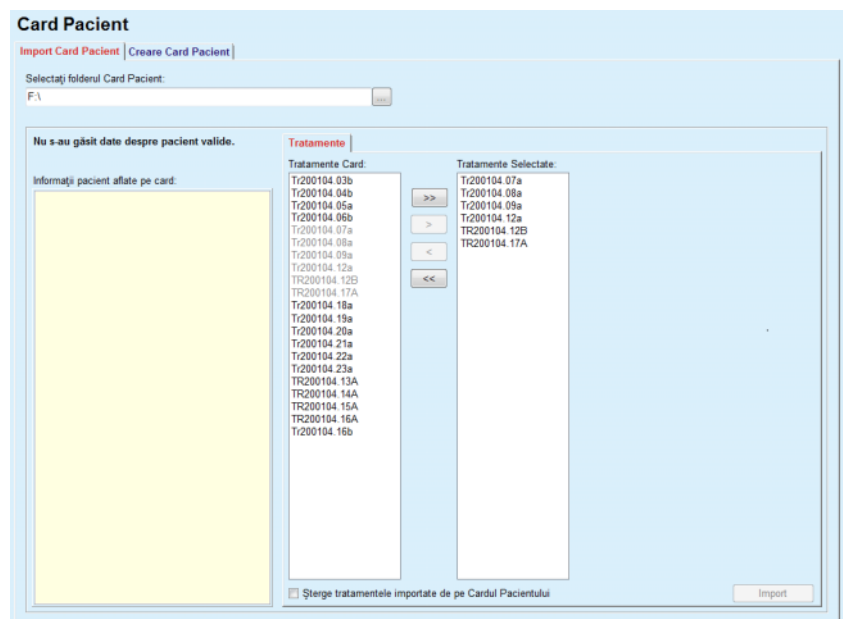 Card Pacient
Import Card Pacient Creare Card Pacient
Selectaţi folderul Card Pacient:
F:\ ...
Nu s-au găsit date despre pacient valide.
Informaţii pacient aflate pe card:
Tratamente
Tratamente Card:
Tr200104.03b
Tr200104.04b
Tr200104.05a
Tr200104.06b
Tr200104.07a
Tr200104.08a
Tr200104.09a
Tr200104.12a
TR200104.12B
TR200104.17A
Tr200104.18a
Tr200104.19a
Tr200104.20a
Tr200104.21a
Tr200104.22a
Tr200104.23a
TR200104.13A
TR200104.14A
TR200104.15A
TR200104.16A
Tr200104.16b
>>
>
<
<<
Tratamente Selectate:
Tr200104.07a
Tr200104.08a
Tr200104.09a
Tr200104.12a
TR200104.12B
TR200104.17A
Şterge tratamentele importate de pe Cardul Pacientului
Import